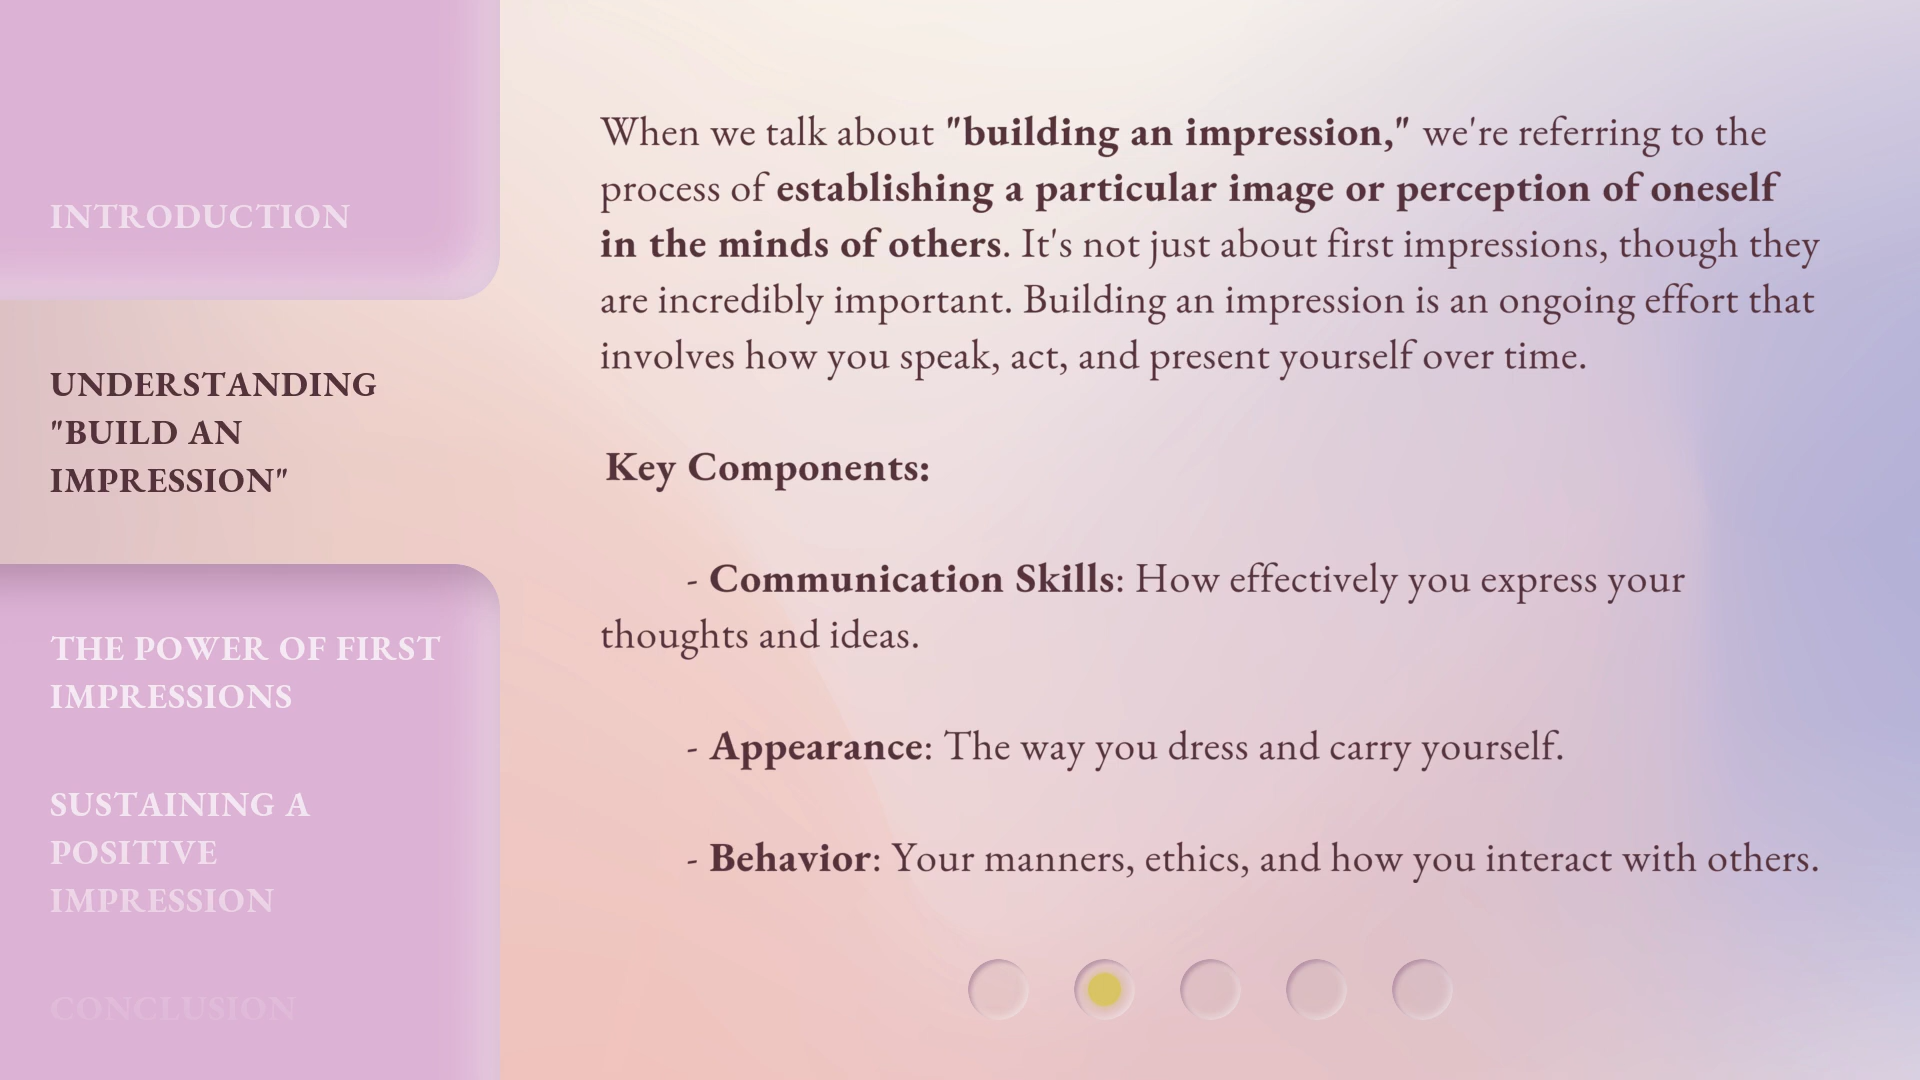 INTRODUCTION
UNDERSTANDING
"BUILD AN
IMPRESSION"
THE POWER OF FIRST
IMPRESSIONS
SUSTAINING A
POSITIVE
IMPRESSION
CONCLUSION
When we talk about "building an impression," we're referring to the
process of establishing a particular image or perception of oneself
in the minds of others. It's not just about first impressions, though they
are incredibly important. Building an impression is an ongoing effort that
involves how you speak, act, and present yourself over time.
Key Components:
- Communication Skills: How effectively you express your
thoughts and ideas.
- Appearance: The way you dress and carry yourself.
- Behavior: Your manners, ethics, and how you interact with others.